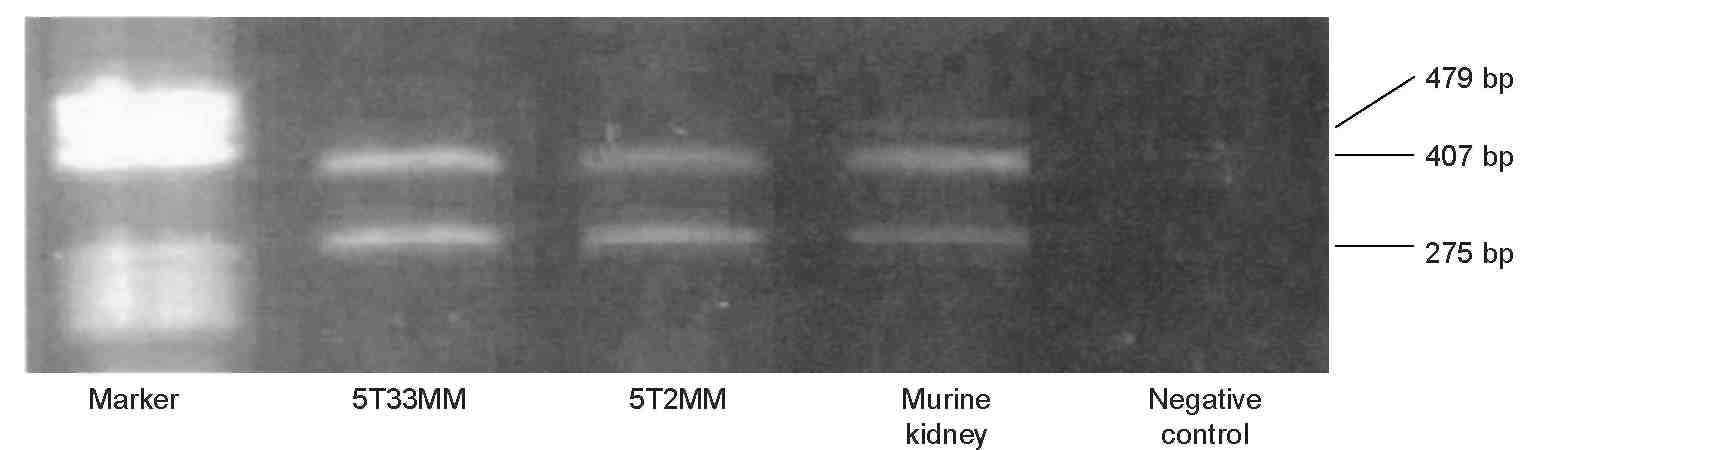 479 bp
407 bp
275 bp
Marker
5T33MM
5T2MM
Murine
kidney
Negative
control